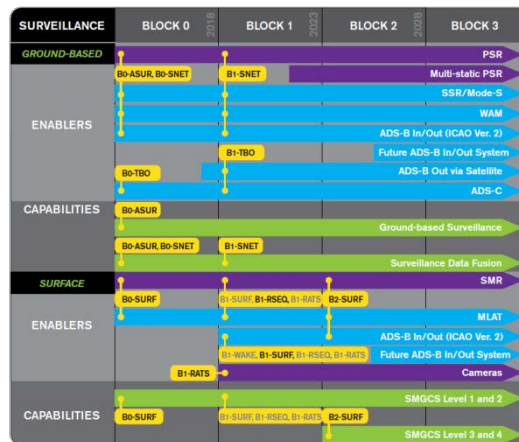 SURVEILLANCE BLOCK 0 2018 BLOCK 1 2023 BLOCK 2 2028 BLOCK 3
GROUND-BASED PSR
B0-ASUR, B0-SNET B1-SNET Multi-static PSR
SSR/Mode-S
ENABLERS WAM
ADS-B In/Out (ICAO Ver. 2)
B1-TBO Future ADS-B In/Out System
B0-TBO ADS-B Out via Satellite
ADS-C
CAPABILITIES B0-ASUR
Ground-based Surveillance
B0-ASUR, B0-SNET B1-SNET
Surveillance Data Fusion
SURFACE SMR
B0-SURF B1-SURF, B1-RSEQ, B1-RATS B2-SURF
ENABLERS MLAT
ADS-B In/Out (ICAO Ver. 2)
B1-WAKE, B1-SURF, B1-RSEQ, B1-RATS Future ADS-B In/Out System
B1-RATS Cameras
SMGCS Level 1 and 2
CAPABILITIES B0-SURF B1-SURF, B1-RSEQ, B1-RATS B2-SURF
SMGCS Level 3 and 4